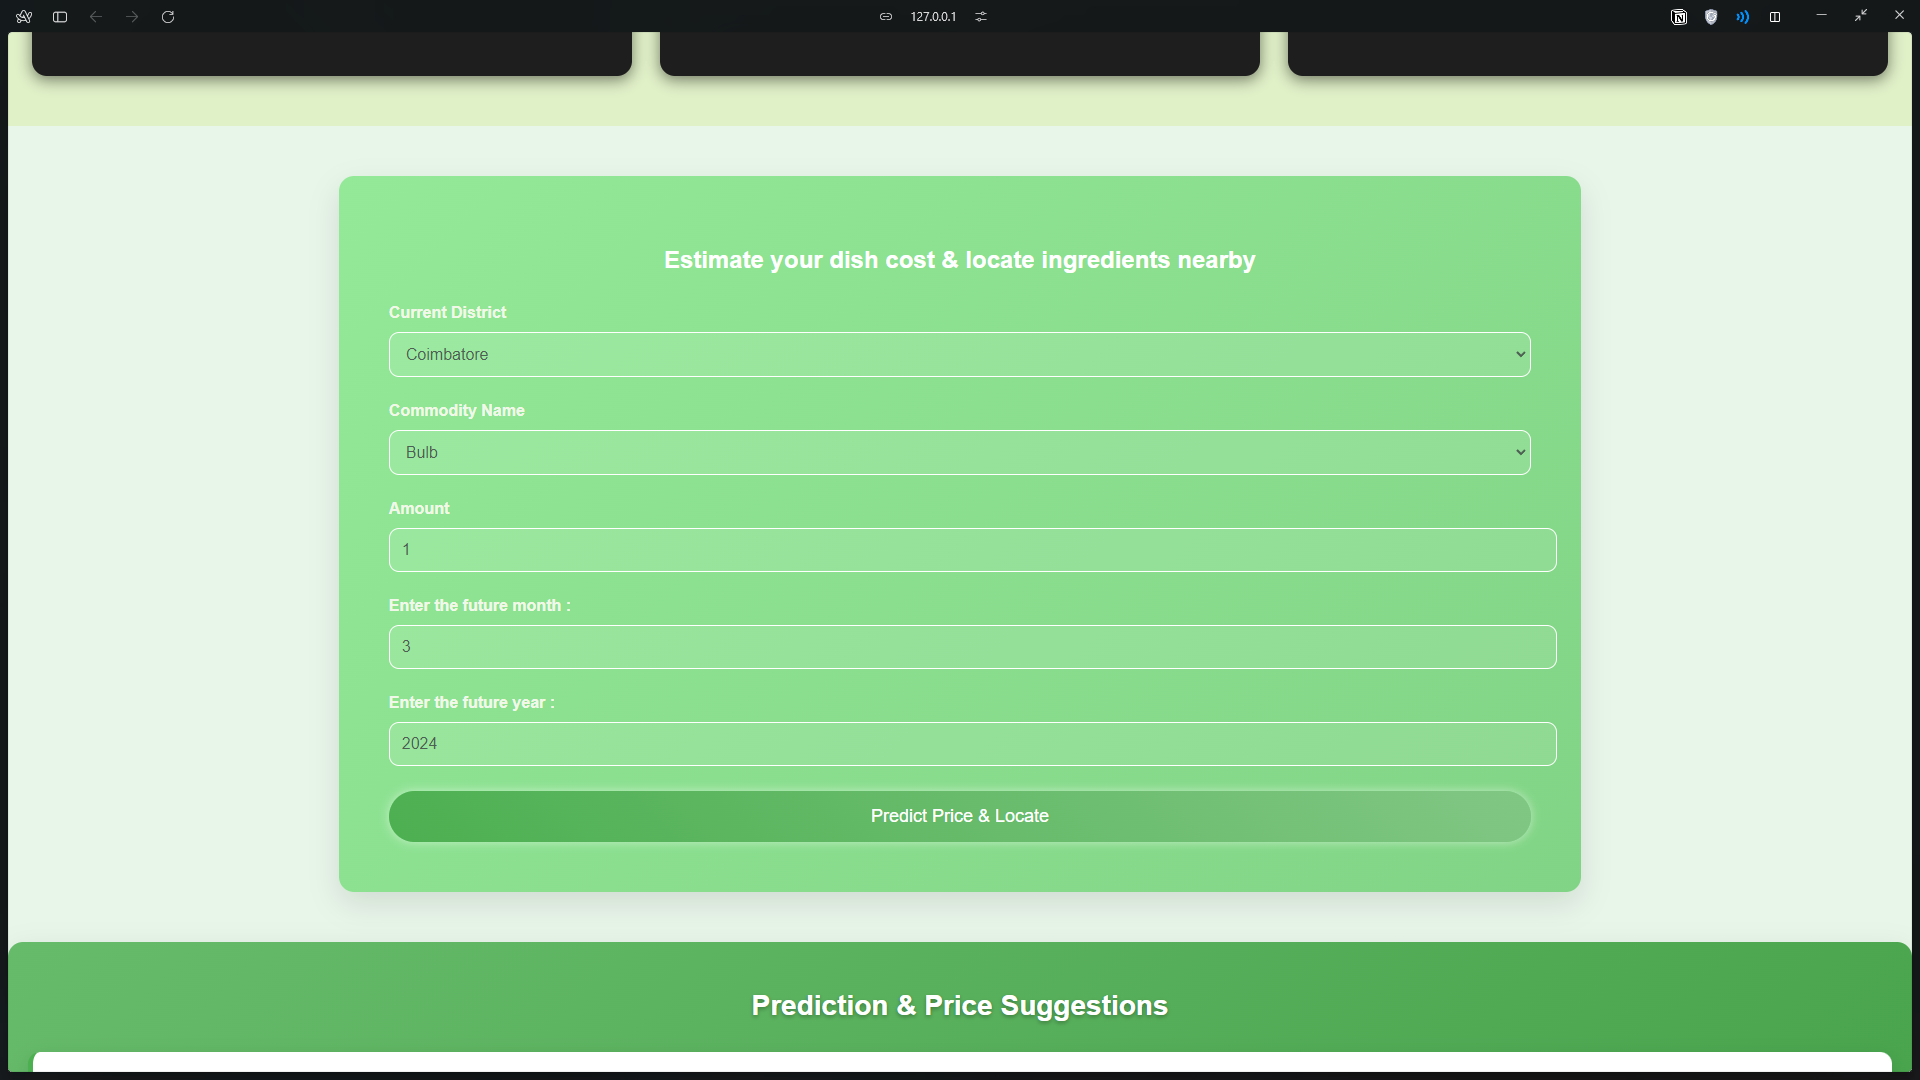 127.0.0.1
Estimate your dish cost & locate ingredients nearby
Current District
Coimbatore
Commodity Name
Bulb
Amount
1
Enter the future month :
3
Enter the future year :
2024
Predict Price & Locate
Prediction & Price Suggestions